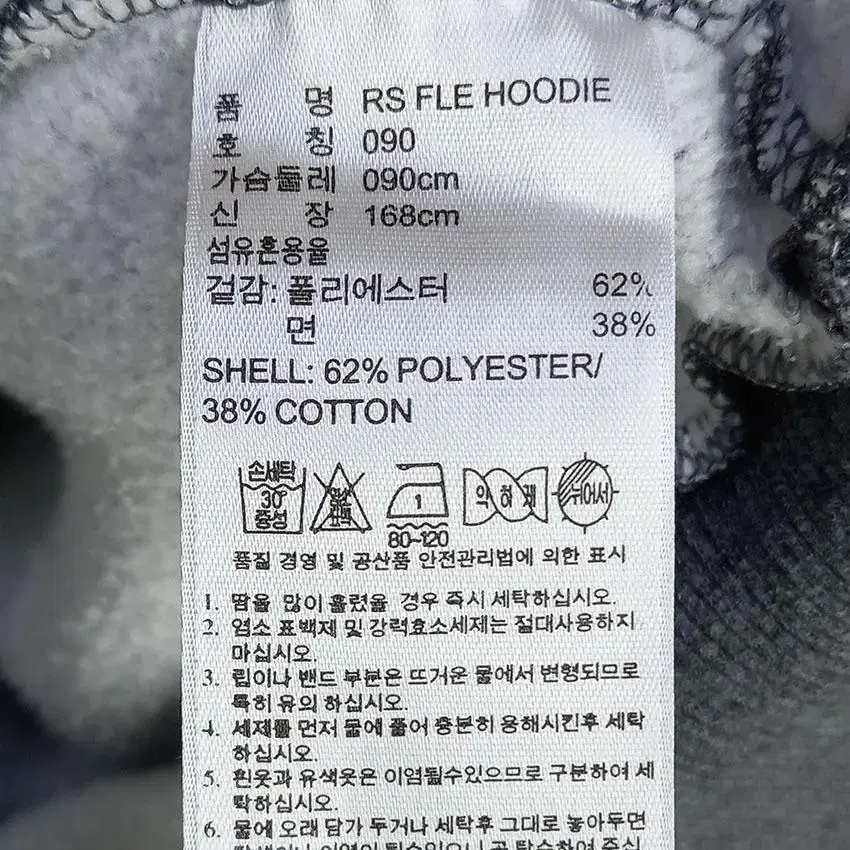 품 명 RS FLE HOODIE
호 칭 090
가슴둘레 090cm
신 장 168cm
섬유혼용율
겉감: 폴리에스터 62%
면 38%
SHELL: 62% POLYESTER/
38% COTTON
손세탁
30°
중성
1
80-120
약 하 게
뉘어서
품질 경영 및 공산품 안전관리법에 의한 표시
1. 땀을 많이 흘렸을 경우 즉시 세탁하십시오.
2. 염소 표백제 및 강력효소세제는 절대사용하지
마십시오.
3. 립이나 밴드 부분은 뜨거운 물에서 변형되므로
특히 유의 하십시오.
4. 세제를 먼저 물에 풀어 충분히 용해시킨후 세탁
하십시오.
5. 흰옷과 유색옷은 이염될수있으므로 구분하여 세
탁하십시오.
6. 물에 오래 담가 두거나 세탁후 그대로 놓아두면